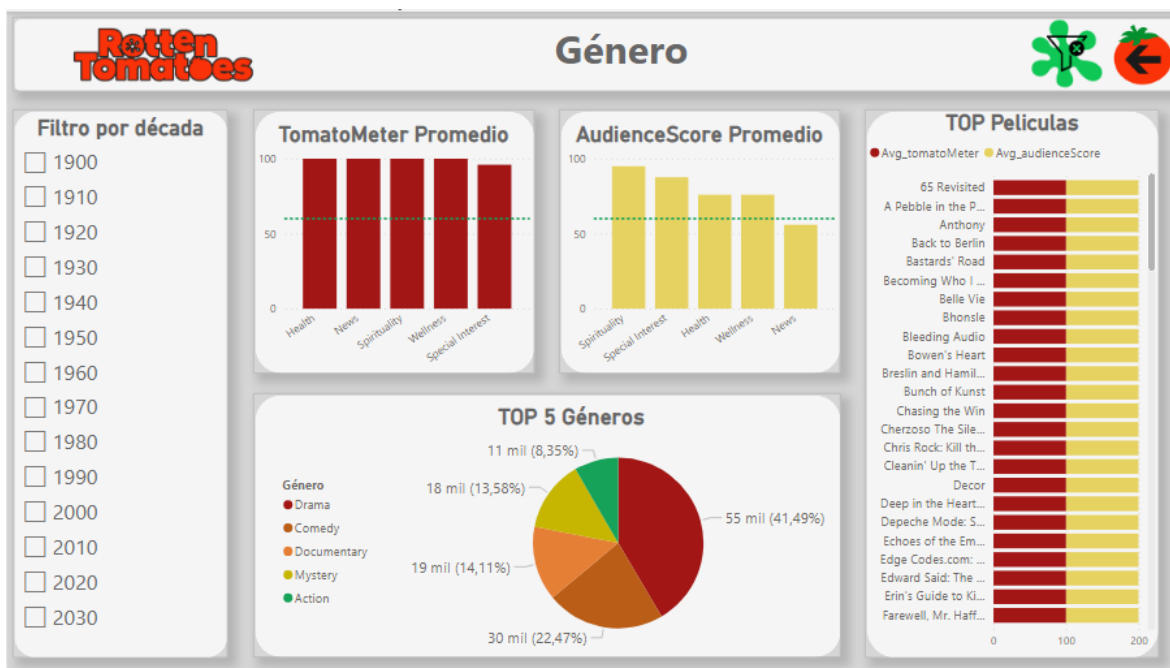 Rotten
Tomatoes
Género
Filtro por década
1900
1910
1920
1930
1940
1950
1960
1970
1980
1990
2000
2010
2020
2030
TomatoMeter Promedio
100
50
0
Health
News
Spirituality
Wellness
Special Interest
AudienceScore Promedio
100
50
0
Spirituality
Special Interest
Health
Wellness
News
TOP 5 Géneros
Género
Drama
Comedy
Documentary
Mystery
Action
11 mil (8,35%)
18 mil (13,58%)
19 mil (14,11%)
30 mil (22,47%)
55 mil (41,49%)
TOP Peliculas
Avg_tomatoMeter Avg_audienceScore
65 Revisited
A Pebble in the P...
Anthony
Back to Berlin
Bastards' Road
Becoming Who I ...
Belle Vie
Bhonsle
Bleeding Audio
Bowen's Heart
Breslin and Hamil...
Bunch of Kunst
Chasing the Win
Cherzoso The Sile...
Chris Rock: Kill th...
Cleanin' Up the T...
Decor
Deep in the Heart...
Depeche Mode: S...
Echoes of the Em...
Edge Codes.com: ...
Edward Said: The ...
Erin's Guide to Ki...
Farewell, Mr. Haff...
0 100 200